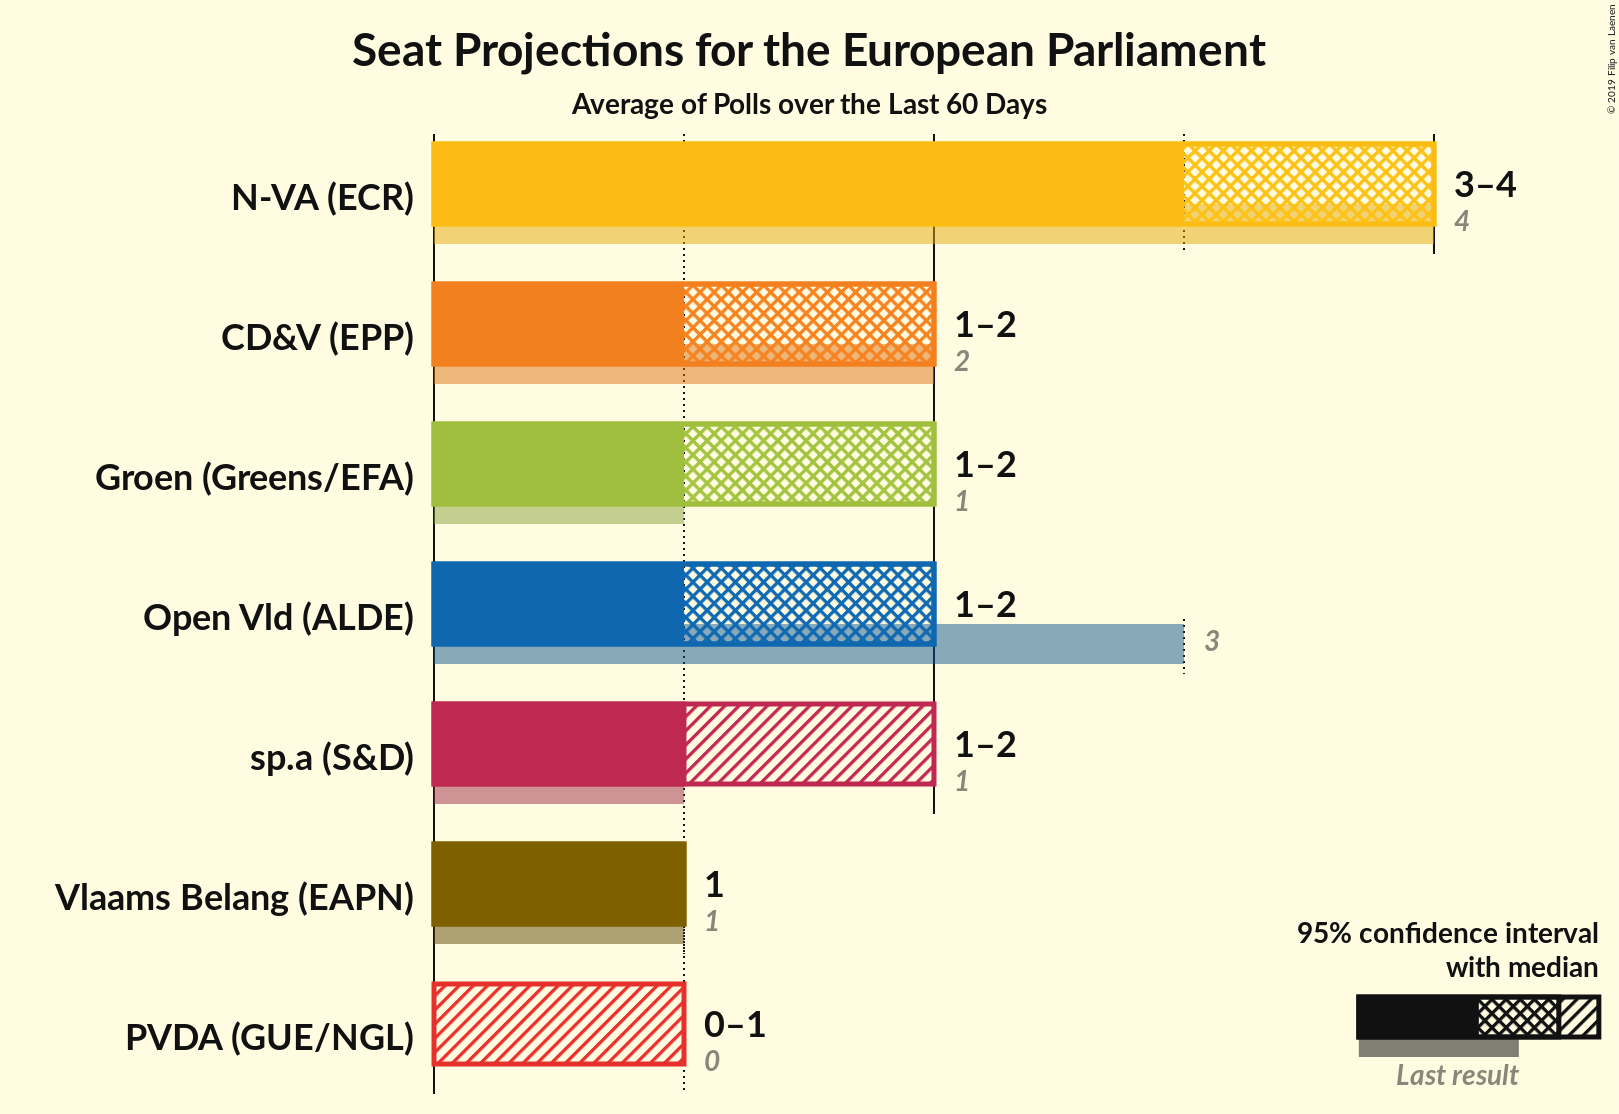 Seat Projections for the European Parliament
Average of Polls over the Last 60 Days
© 2019 Filip van Laenen
N-VA (ECR)
3–4
4
CD&V (EPP)
1–2
2
Groen (Greens/EFA)
1–2
1
Open Vld (ALDE)
1–2
3
sp.a (S&D)
1–2
1
Vlaams Belang (EAPN)
1
1
PVDA (GUE/NGL)
0–1
0
95% confidence interval
with median
Last result